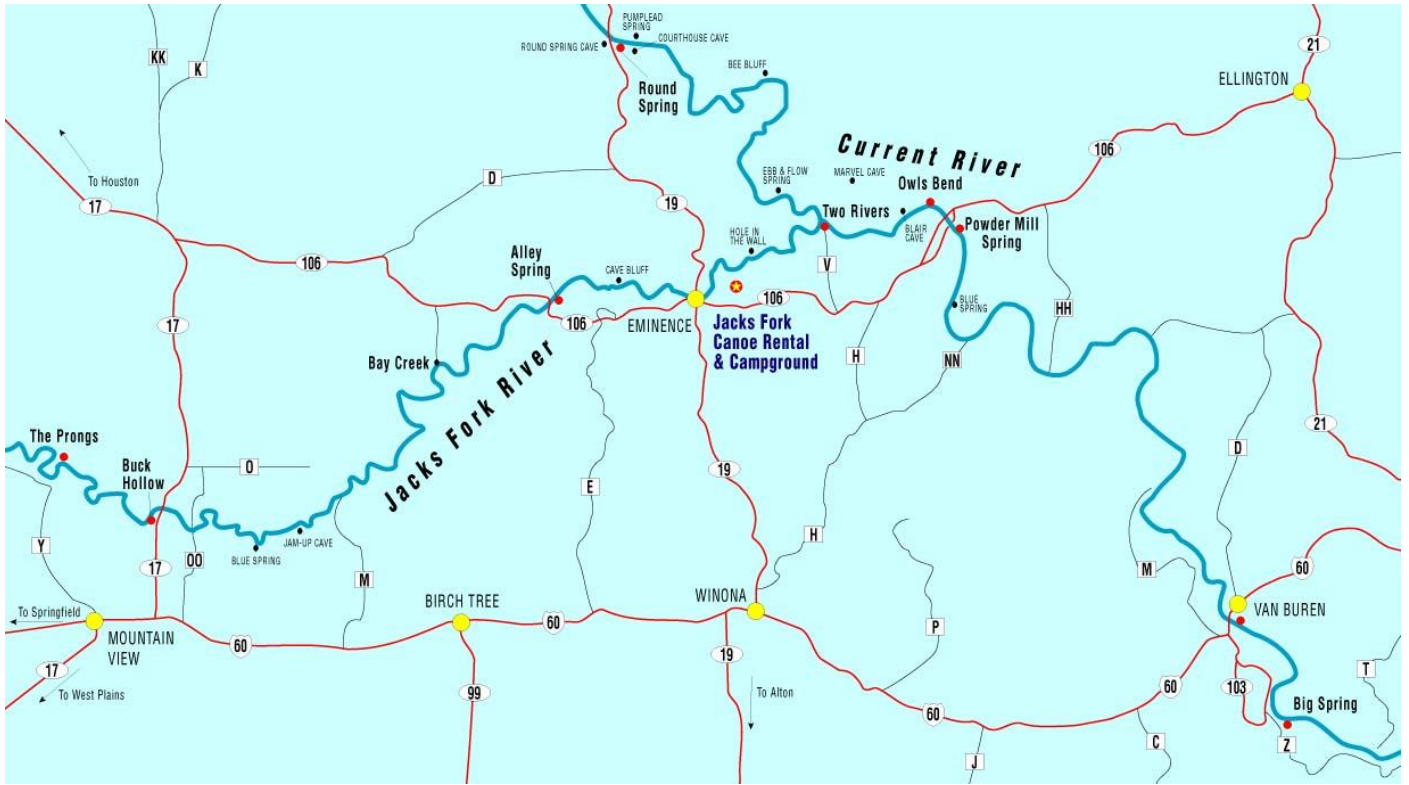 PUMPLEAD
SPRING
COURTHOUSE CAVE
ROUND SPRING CAVE
21
KK
K
BEE BLUFF
ELLINGTON
Round
Spring
Current River
106
106
To Houston
17
D
19
EBB & FLOW
SPRING
MARVEL CAVE
Owls Bend
Two Rivers
BLAIR
CAVE
Powder Mill
Spring
HOLE IN
THE WALL
Alley
Spring
CAVE BLUFF
106
V
106
BLUE
SPRING
HH
17
106
EMINENCE
Jacks Fork
Canoe Rental
& Campground
H
NN
Bay Creek
Jacks Fork River
21
The Prongs
Buck
Hollow
O
19
D
E
Y
OO
JAM-UP CAVE
BLUE SPRING
H
17
M
M
60
To Springfield
BIRCH TREE
WINONA
VAN BUREN
MOUNTAIN
VIEW
60
60
P
17
To West Plains
99
19
To Alton
60
60
103
T
Big Spring
J
C
Z